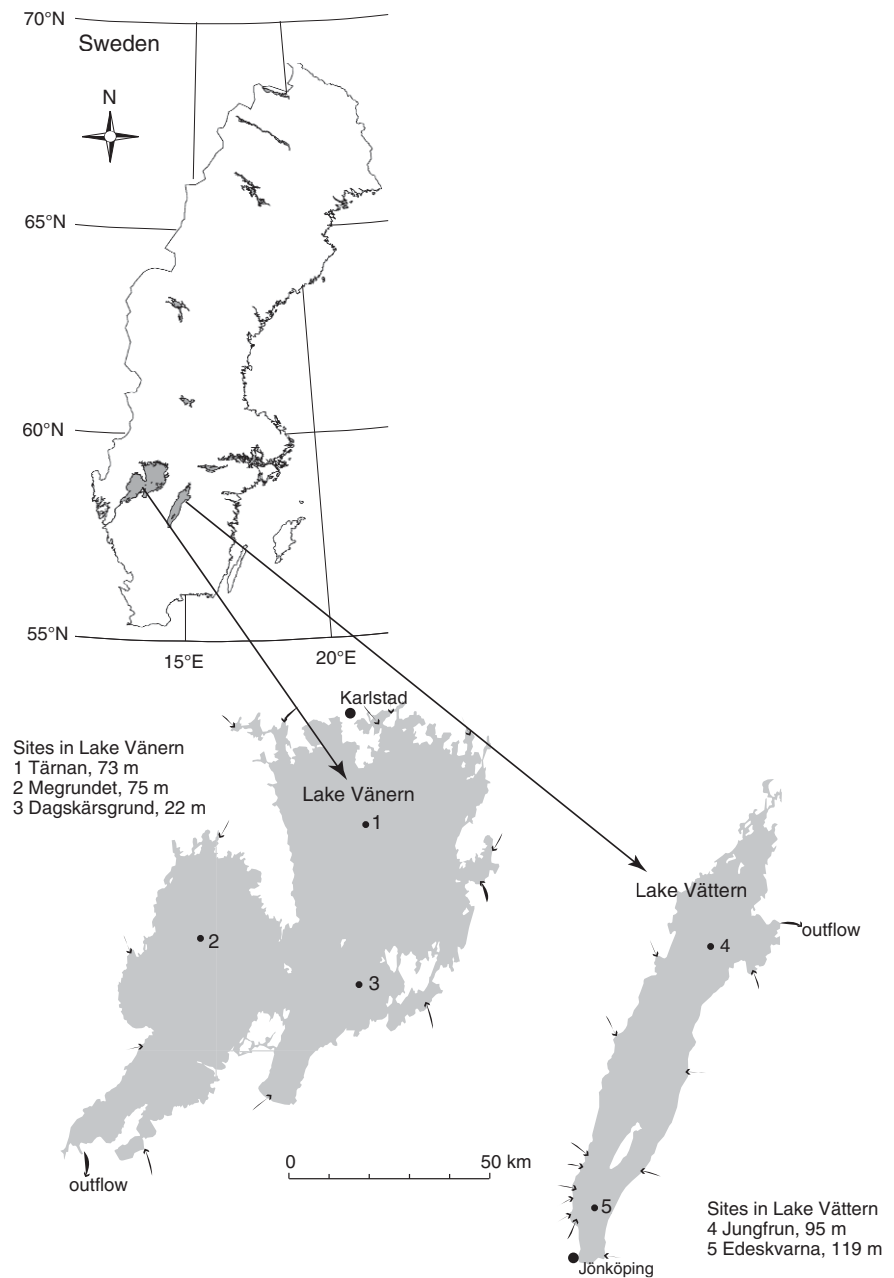 70°N
Sweden
N
65°N
60°N
55°N
15°E
20°E
Karlstad
Sites in Lake Vänern
1 Tärnan, 73 m
2 Megrundet, 75 m
3 Dagskärsgrund, 22 m
Lake Vänern
1
Lake Vättern
2
4
outflow
3
0
50 km
outflow
5
Sites in Lake Vättern
4 Jungfrun, 95 m
5 Edeskvarna, 119 m
Jönköping